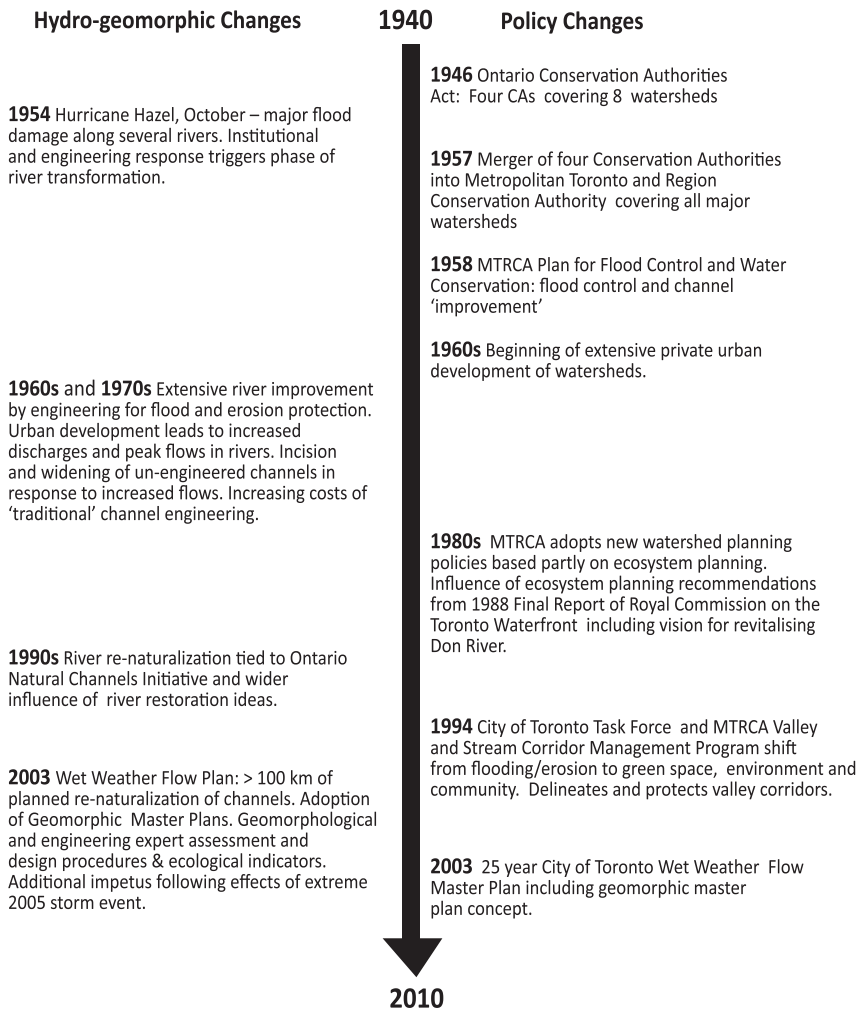 Hydro-geomorphic Changes
1940
Policy Changes
1946 Ontario Conservation Authorities
Act: Four CAs covering 8 watersheds
1954 Hurricane Hazel, October – major flood
damage along several rivers. Institutional
and engineering response triggers phase of
river transformation.
1957 Merger of four Conservation Authorities
into Metropolitan Toronto and Region
Conservation Authority covering all major
watersheds
1958 MTRCA Plan for Flood Control and Water
Conservation: flood control and channel
‘improvement’
1960s Beginning of extensive private urban
development of watersheds.
1960s and 1970s Extensive river improvement
by engineering for flood and erosion protection.
Urban development leads to increased
discharges and peak flows in rivers. Incision
and widening of un-engineered channels in
response to increased flows. Increasing costs of
‘traditional’ channel engineering.
1980s MTRCA adopts new watershed planning
policies based partly on ecosystem planning.
Influence of ecosystem planning recommendations
from 1988 Final Report of Royal Commission on the
Toronto Waterfront including vision for revitalising
Don River.
1990s River re-naturalization tied to Ontario
Natural Channels Initiative and wider
influence of river restoration ideas.
1994 City of Toronto Task Force and MTRCA Valley
and Stream Corridor Management Program shift
from flooding/erosion to green space, environment and
community. Delineates and protects valley corridors.
2003 Wet Weather Flow Plan: > 100 km of
planned re-naturalization of channels. Adoption
of Geomorphic Master Plans. Geomorphological
and engineering expert assessment and
design procedures & ecological indicators.
Additional impetus following effects of extreme
2005 storm event.
2003 25 year City of Toronto Wet Weather Flow
Master Plan including geomorphic master
plan concept.
2010